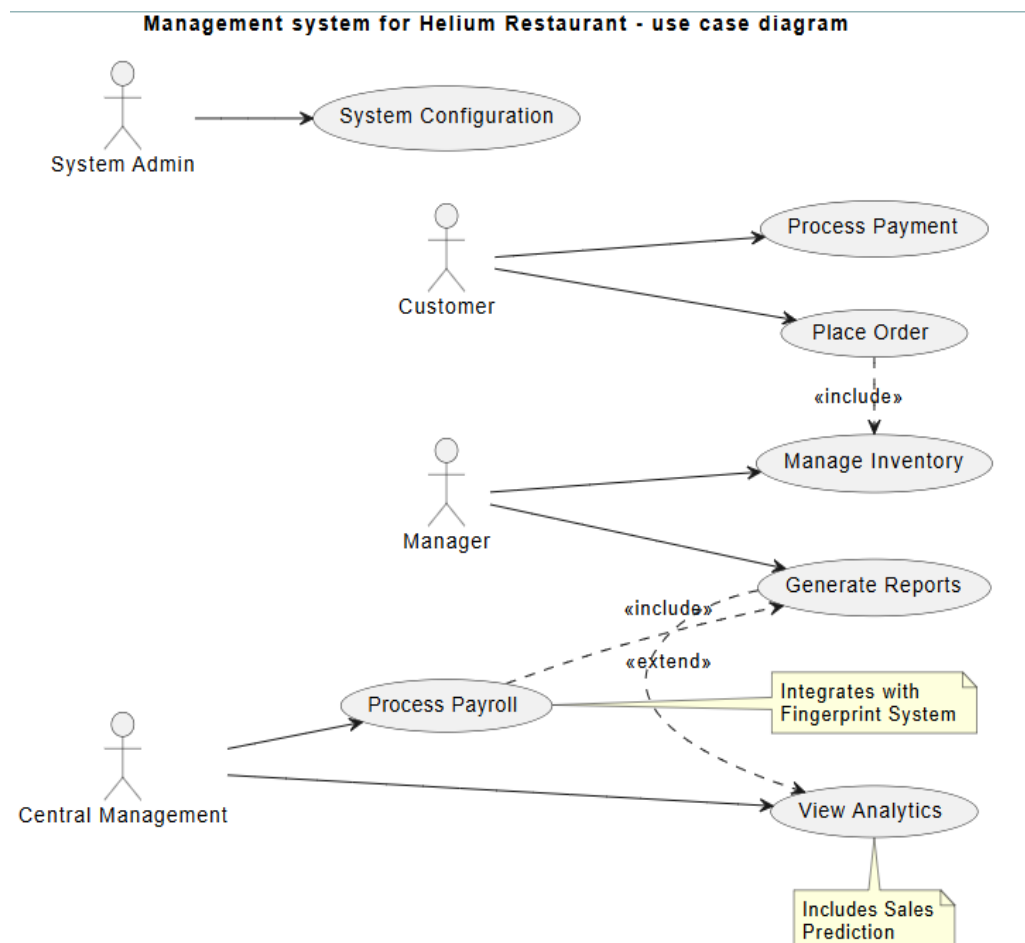 Management system for Helium Restaurant - use case diagram
System Configuration
System Admin
Process Payment
Customer
Place Order
«include»
Manage Inventory
Manager
Generate Reports
«include»
«extend»
Integrates with
Fingerprint System
Process Payroll
Central Management
View Analytics
Includes Sales
Prediction